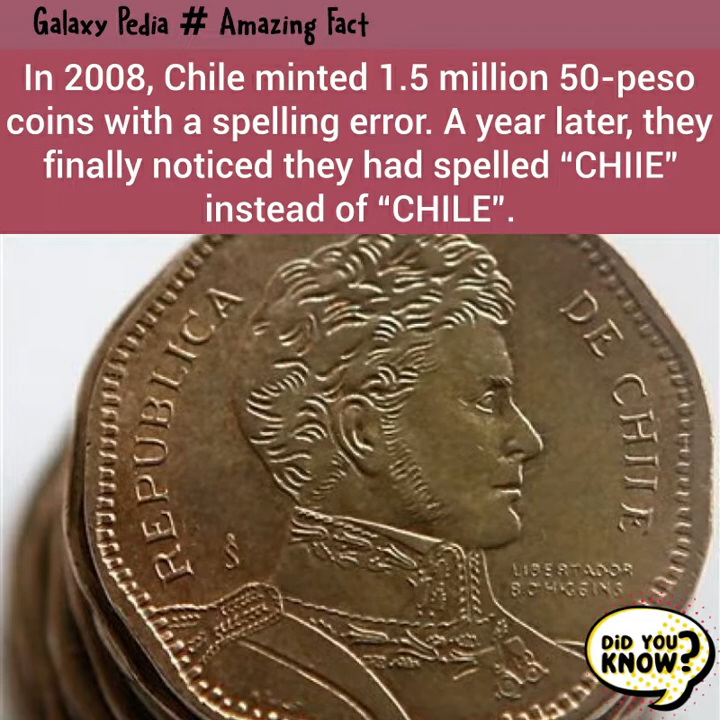 Galaxy Pedia # Amazing Fact
In 2008, Chile minted 1.5 million 50-peso
coins with a spelling error. A year later, they
finally noticed they had spelled “CHIIE”
instead of “CHILE”.
REPUBLICA
DE CHIIE
LIBERTADOR
B.O'HIGGINS
DiD YOU
KNOW?